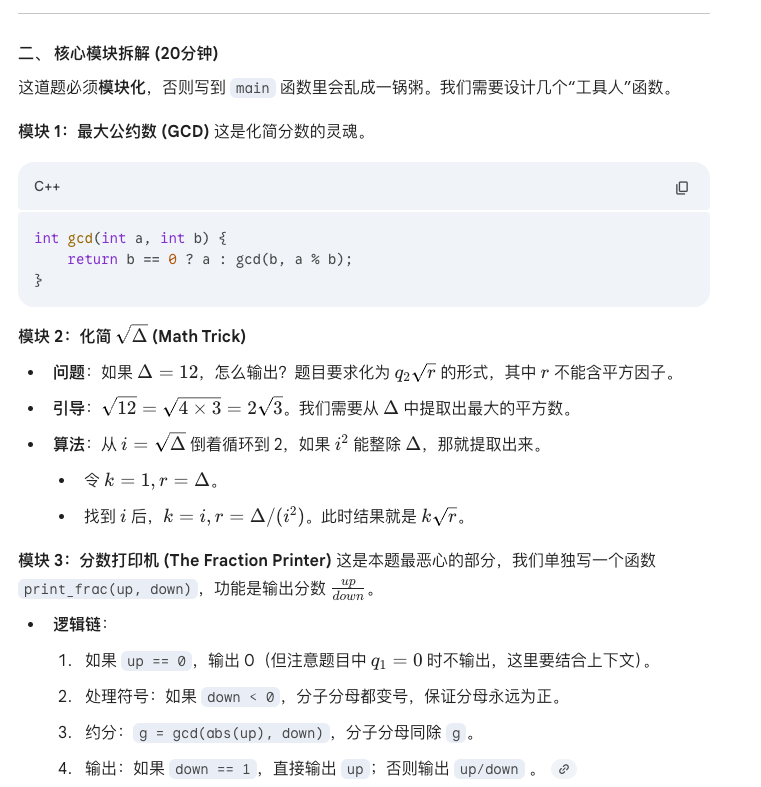 二、 核心模块拆解 (20分钟)
这道题必须模块化，否则写到 main 函数里会乱成一锅粥。我们需要设计几个“工具人”函数。
模块 1：最大公约数 (GCD) 这是化简分数的灵魂。
C++
int gcd(int a, int b) {
    return b == 0 ? a : gcd(b, a % b);
}
模块 2：化简 √Δ (Math Trick)
• 问题：如果 Δ = 12，怎么输出？题目要求化为 q₂√r 的形式，其中 r 不能含平方因子。
• 引导：√12 = √(4 × 3) = 2√3。我们需要从 Δ 中提取出最大的平方数。
• 算法：从 i = √Δ 倒着循环到 2，如果 i² 能整除 Δ，那就提取出来。
• 令 k = 1, r = Δ。
• 找到 i 后，k = i, r = Δ/(i²)。此时结果就是 k√r。
模块 3：分数打印机 (The Fraction Printer) 这是本题最恶心的部分，我们单独写一个函数
print_frac(up, down)，功能是输出分数 up/down。
• 逻辑链：
1. 如果 up == 0，输出 0（但注意题目中 q₁ = 0 时不输出，这里要结合上下文）。
2. 处理符号：如果 down < 0，分子分母都变号，保证分母永远为正。
3. 约分：g = gcd(abs(up), down)，分子分母同除 g。
4. 输出：如果 down == 1，直接输出 up；否则输出 up/down 。